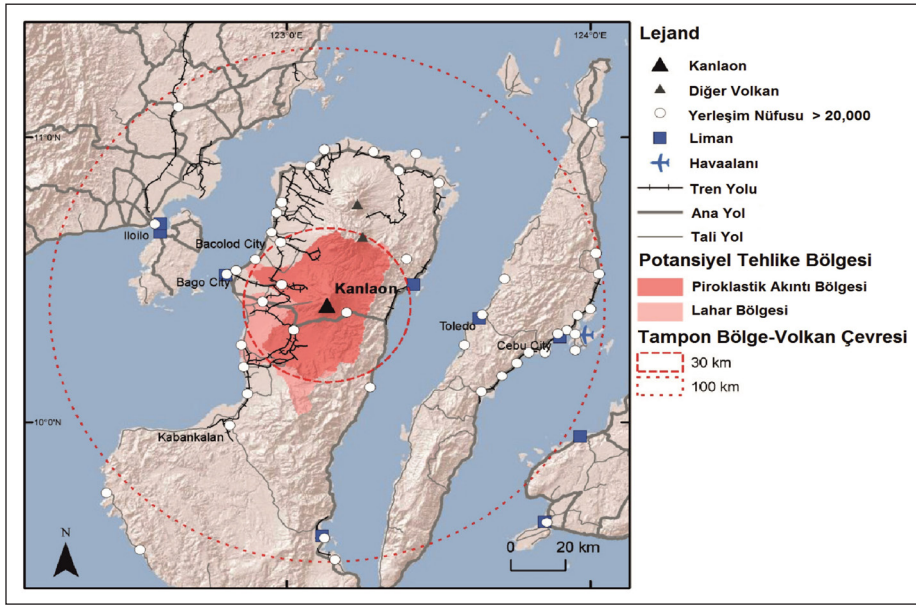 123°0'E
124°0'E
11°0'N
10°0'N
Iloilo
Bacolod City
Bago City
Kanlaon
Toledo
Cebu City
Kabankalan
N
0 20 km
Lejand
Kanlaon
Diğer Volkan
Yerleşim Nüfusu > 20,000
Liman
Havaalanı
Tren Yolu
Ana Yol
Tali Yol
Potansiyel Tehlike Bölgesi
Piroklastik Akıntı Bölgesi
Lahar Bölgesi
Tampon Bölge-Volkan Çevresi
30 km
100 km